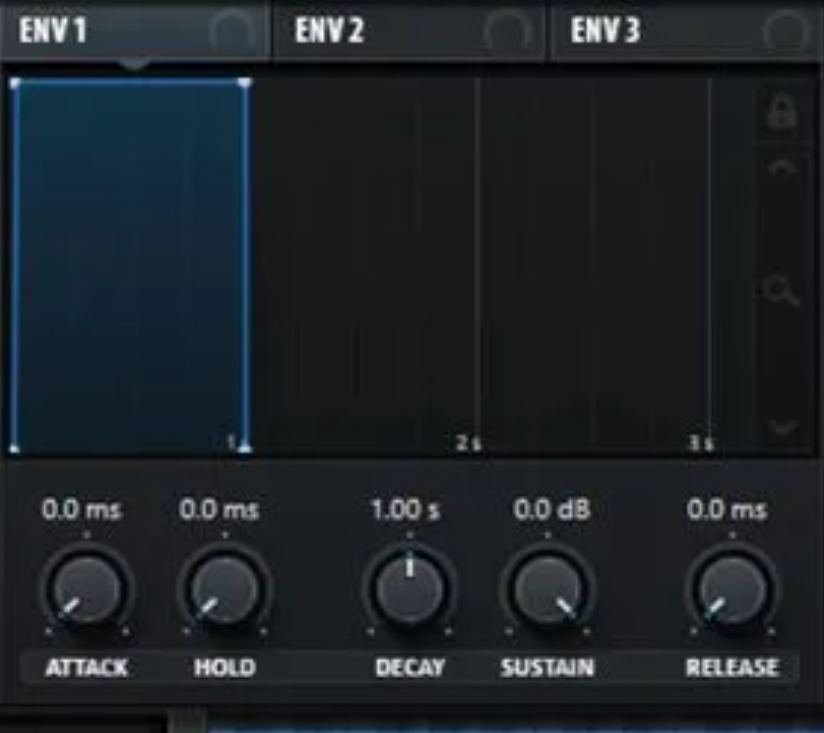 ENV 1 ENV 2 ENV 3
1 2 s 3 s
0.0 ms 0.0 ms 1.00 s 0.0 dB 0.0 ms
ATTACK HOLD DECAY SUSTAIN RELEASE